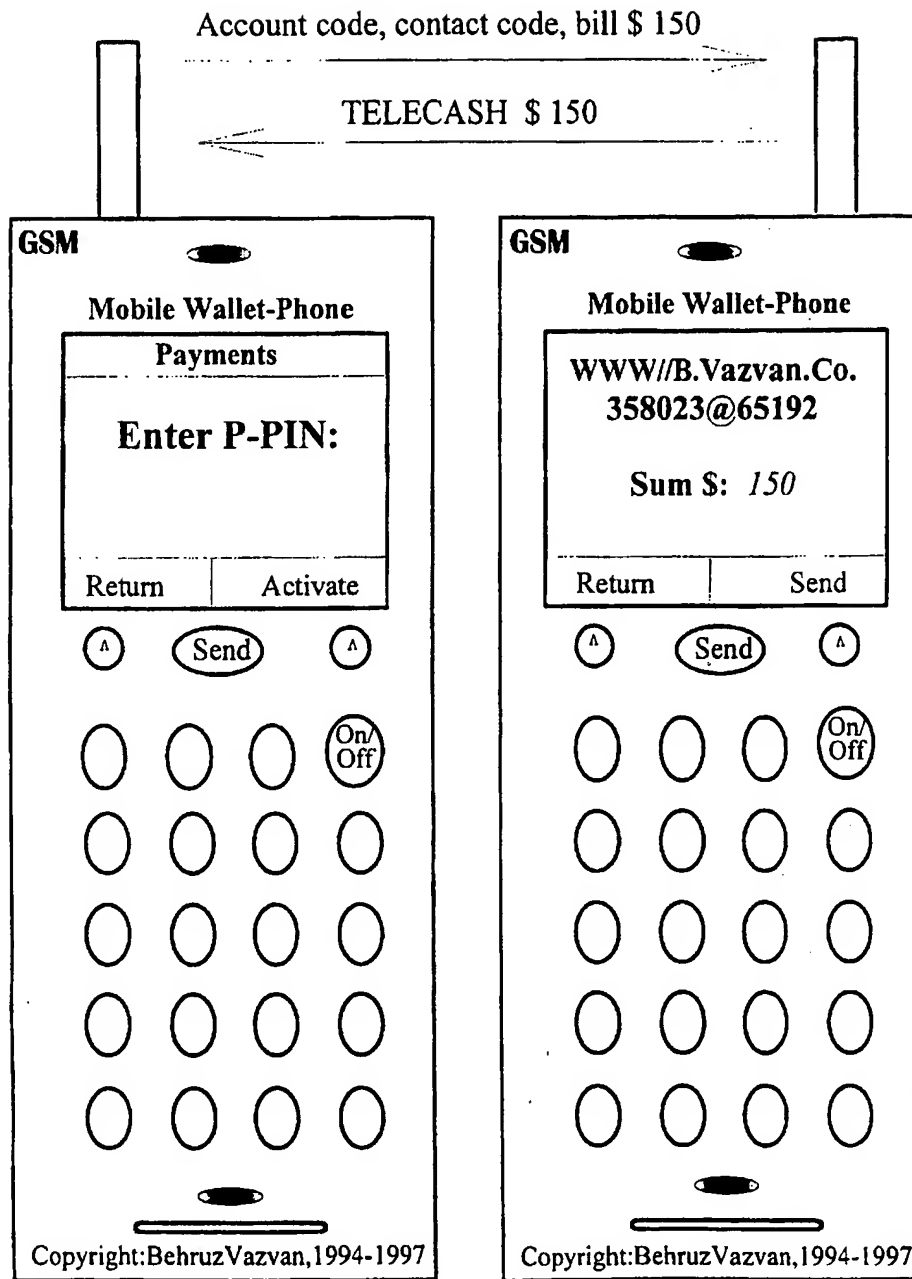 Account code, contact code, bill $ 150
TELECASH $ 150
GSM
Mobile Wallet-Phone
Payments
Enter P-PIN:
Return Activate
^ Send ^
On/
Off
Copyright:BehruzVazvan,1994-1997
GSM
Mobile Wallet-Phone
WWW//B.Vazvan.Co.
358023@65192
Sum $: 150
Return Send
^ Send ^
On/
Off
Copyright:BehruzVazvan,1994-1997